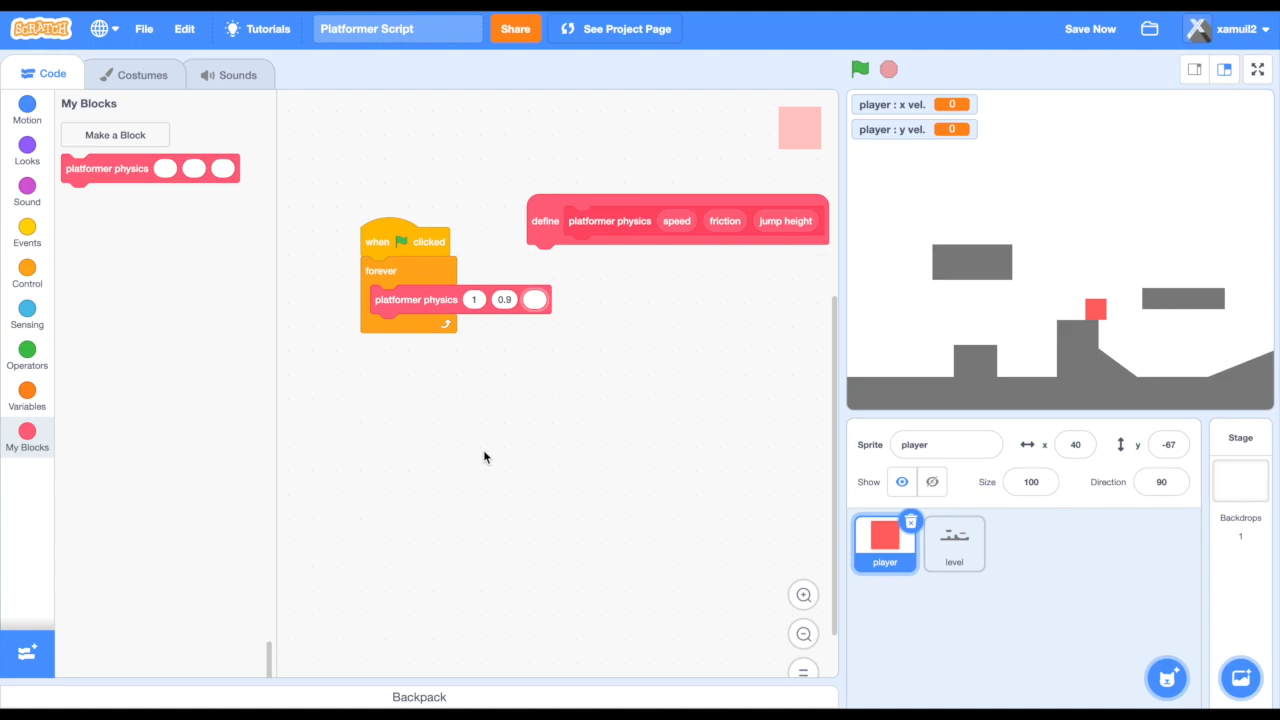 SCRATCH
File
Edit
Tutorials
Platformer Script
Share
See Project Page
Save Now
xamuil2
Code
Costumes
Sounds
Motion
Looks
Sound
Events
Control
Sensing
Operators
Variables
My Blocks
My Blocks
Make a Block
platformer physics
when clicked
forever
platformer physics 1 0.9
define platformer physics speed friction jump height
player : x vel. 0
player : y vel. 0
Sprite player x 40 y -67
Show Size 100 Direction 90
player
level
Stage
Backdrops
1
Backpack